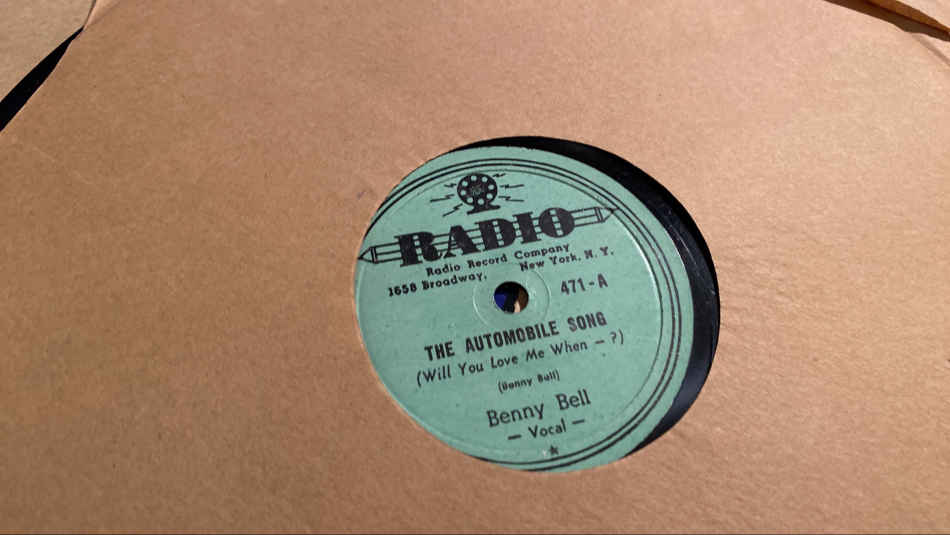 RADIO
Radio Record Company
1658 Broadway, New York, N. Y.
471-A
THE AUTOMOBILE SONG
(Will You Love Me When — ?)
(Benny Bell)
Benny Bell
— Vocal —